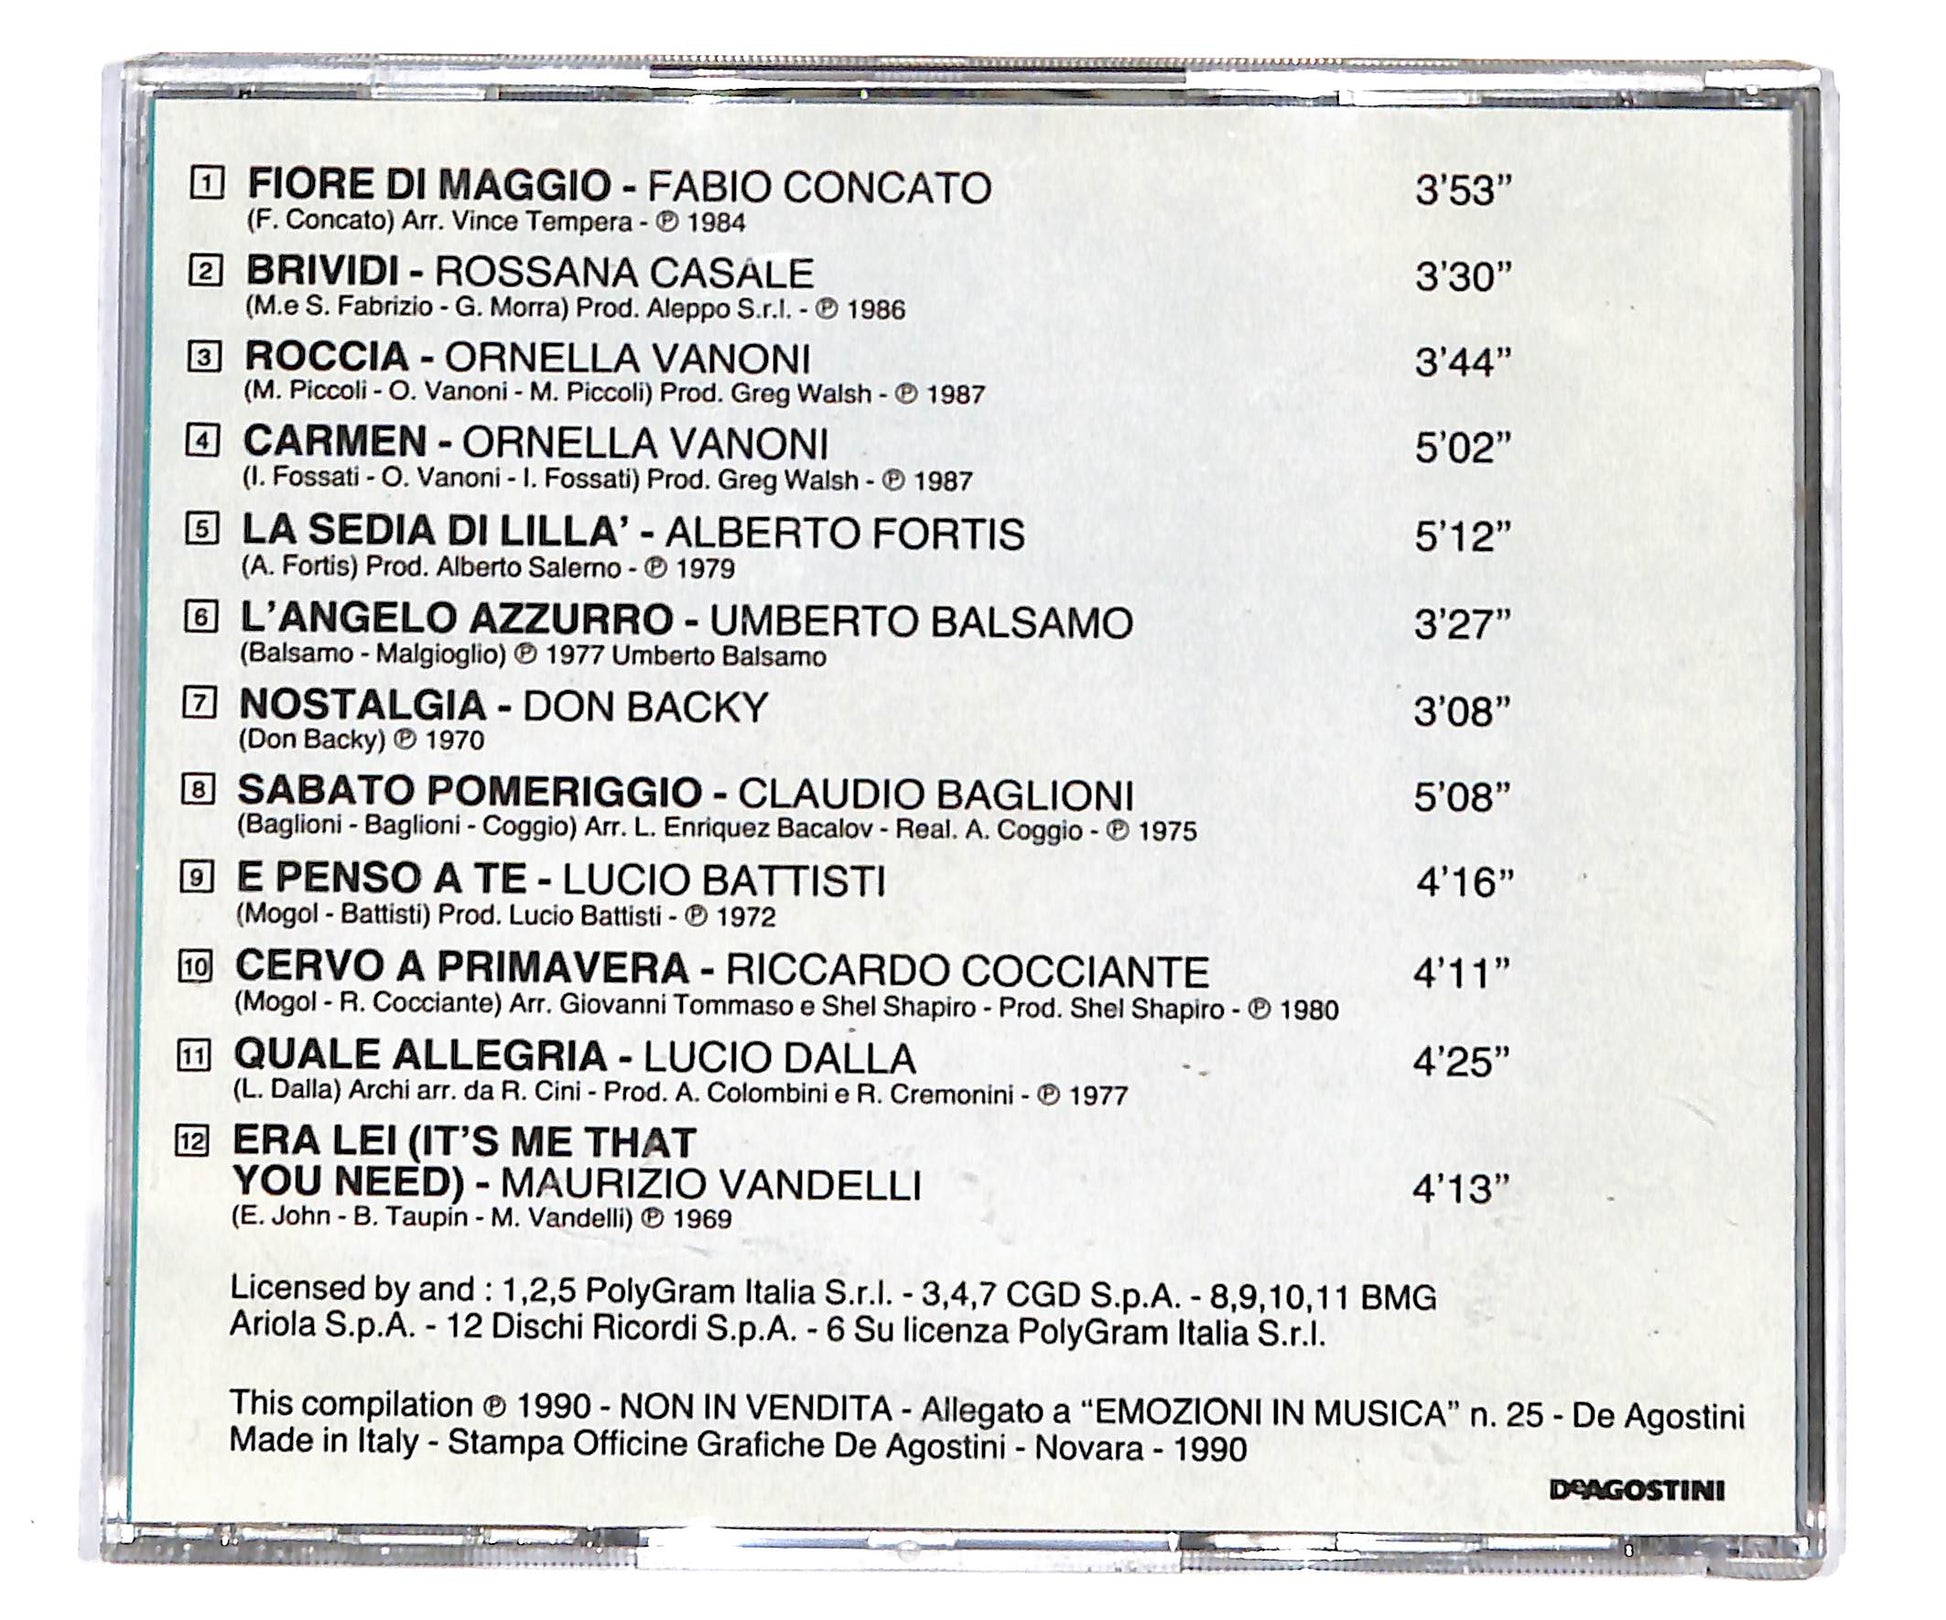 1 FIORE DI MAGGIO - FABIO CONCATO 3'53”
(F. Concato) Arr. Vince Tempera - ℗ 1984
2 BRIVIDI - ROSSANA CASALE 3'30”
(M.e S. Fabrizio - G. Morra) Prod. Aleppo S.r.l. - ℗ 1986
3 ROCCIA - ORNELLA VANONI 3'44”
(M. Piccoli - O. Vanoni - M. Piccoli) Prod. Greg Walsh - ℗ 1987
4 CARMEN - ORNELLA VANONI 5'02”
(I. Fossati - O. Vanoni - I. Fossati) Prod. Greg Walsh - ℗ 1987
5 LA SEDIA DI LILLA' - ALBERTO FORTIS 5'12”
(A. Fortis) Prod. Alberto Salerno - ℗ 1979
6 L'ANGELO AZZURRO - UMBERTO BALSAMO 3'27”
(Balsamo - Malgioglio) ℗ 1977 Umberto Balsamo
7 NOSTALGIA - DON BACKY 3'08”
(Don Backy) ℗ 1970
8 SABATO POMERIGGIO - CLAUDIO BAGLIONI 5'08”
(Baglioni - Baglioni - Coggio) Arr. L. Enriquez Bacalov - Real. A. Coggio - ℗ 1975
9 E PENSO A TE - LUCIO BATTISTI 4'16”
(Mogol - Battisti) Prod. Lucio Battisti - ℗ 1972
10 CERVO A PRIMAVERA - RICCARDO COCCIANTE 4'11”
(Mogol - R. Cocciante) Arr. Giovanni Tommaso e Shel Shapiro - Prod. Shel Shapiro - ℗ 1980
11 QUALE ALLEGRIA - LUCIO DALLA 4'25”
(L. Dalla) Archi arr. da R. Cini - Prod. A. Colombini e R. Cremonini - ℗ 1977
12 ERA LEI (IT'S ME THAT
YOU NEED) - MAURIZIO VANDELLI 4'13”
(E. John - B. Taupin - M. Vandelli) ℗ 1969
Licensed by and : 1,2,5 PolyGram Italia S.r.l. - 3,4,7 CGD S.p.A. - 8,9,10,11 BMG
Ariola S.p.A. - 12 Dischi Ricordi S.p.A. - 6 Su licenza PolyGram Italia S.r.l.
This compilation ℗ 1990 - NON IN VENDITA - Allegato a “EMOZIONI IN MUSICA” n. 25 - De Agostini
Made in Italy - Stampa Officine Grafiche De Agostini - Novara - 1990
DeAGOSTINI